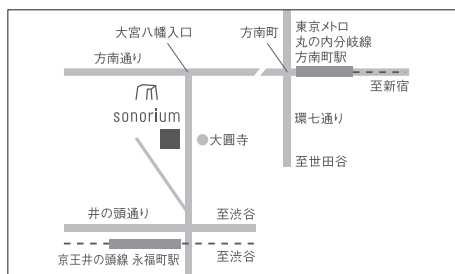 大宮八幡入口
方南町
東京メトロ
丸の内分岐線
方南町駅
方南通り
至新宿
sonorium
大圓寺
環七通り
至世田谷
井の頭通り
至渋谷
京王井の頭線 永福町駅
至渋谷